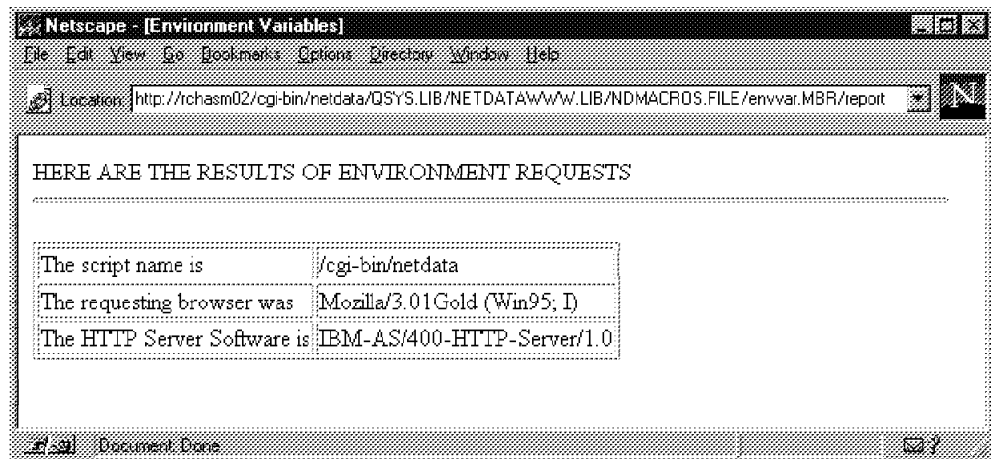 Netscape - [Environment Variables]
File Edit View Go Bookmarks Options Directory Window Help
Location: http://rchasm02/cgi-bin/netdata/QSYS.LIB/NETDATAWWW.LIB/NDMACROS.FILE/envvar.MBR/report
N
HERE ARE THE RESULTS OF ENVIRONMENT REQUESTS
The script name is /cgi-bin/netdata
The requesting browser was Mozilla/3.01Gold (Win95; I)
The HTTP Server Software is IBM-AS/400-HTTP-Server/1.0
Document: Done